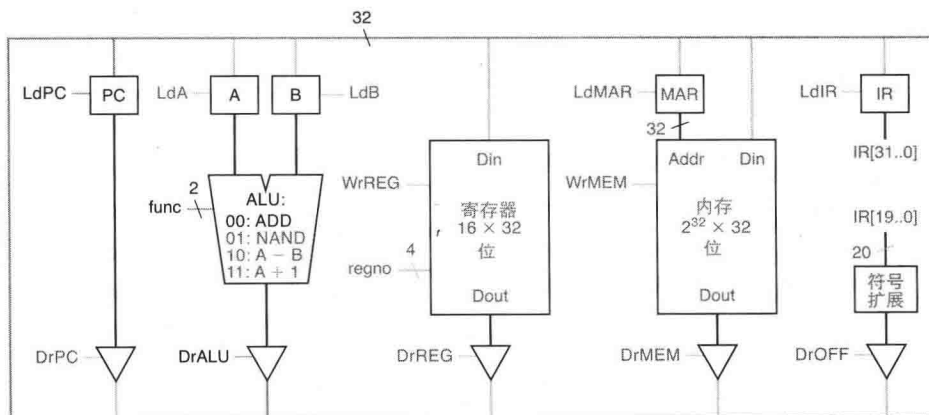 32
LdPC
PC
LdA
A
B
LdB
LdMAR
MAR
LdIR
IR
32
IR[31..0]
Din
Addr
Din
WrREG
WrMEM
func
2
ALU:
00: ADD
01: NAND
10: A − B
11: A + 1
寄存器
16 × 32
位
内存
2³² × 32
位
IR[19..0]
regno
4
20
符号
扩展
Dout
Dout
DrPC
DrALU
DrREG
DrMEM
DrOFF